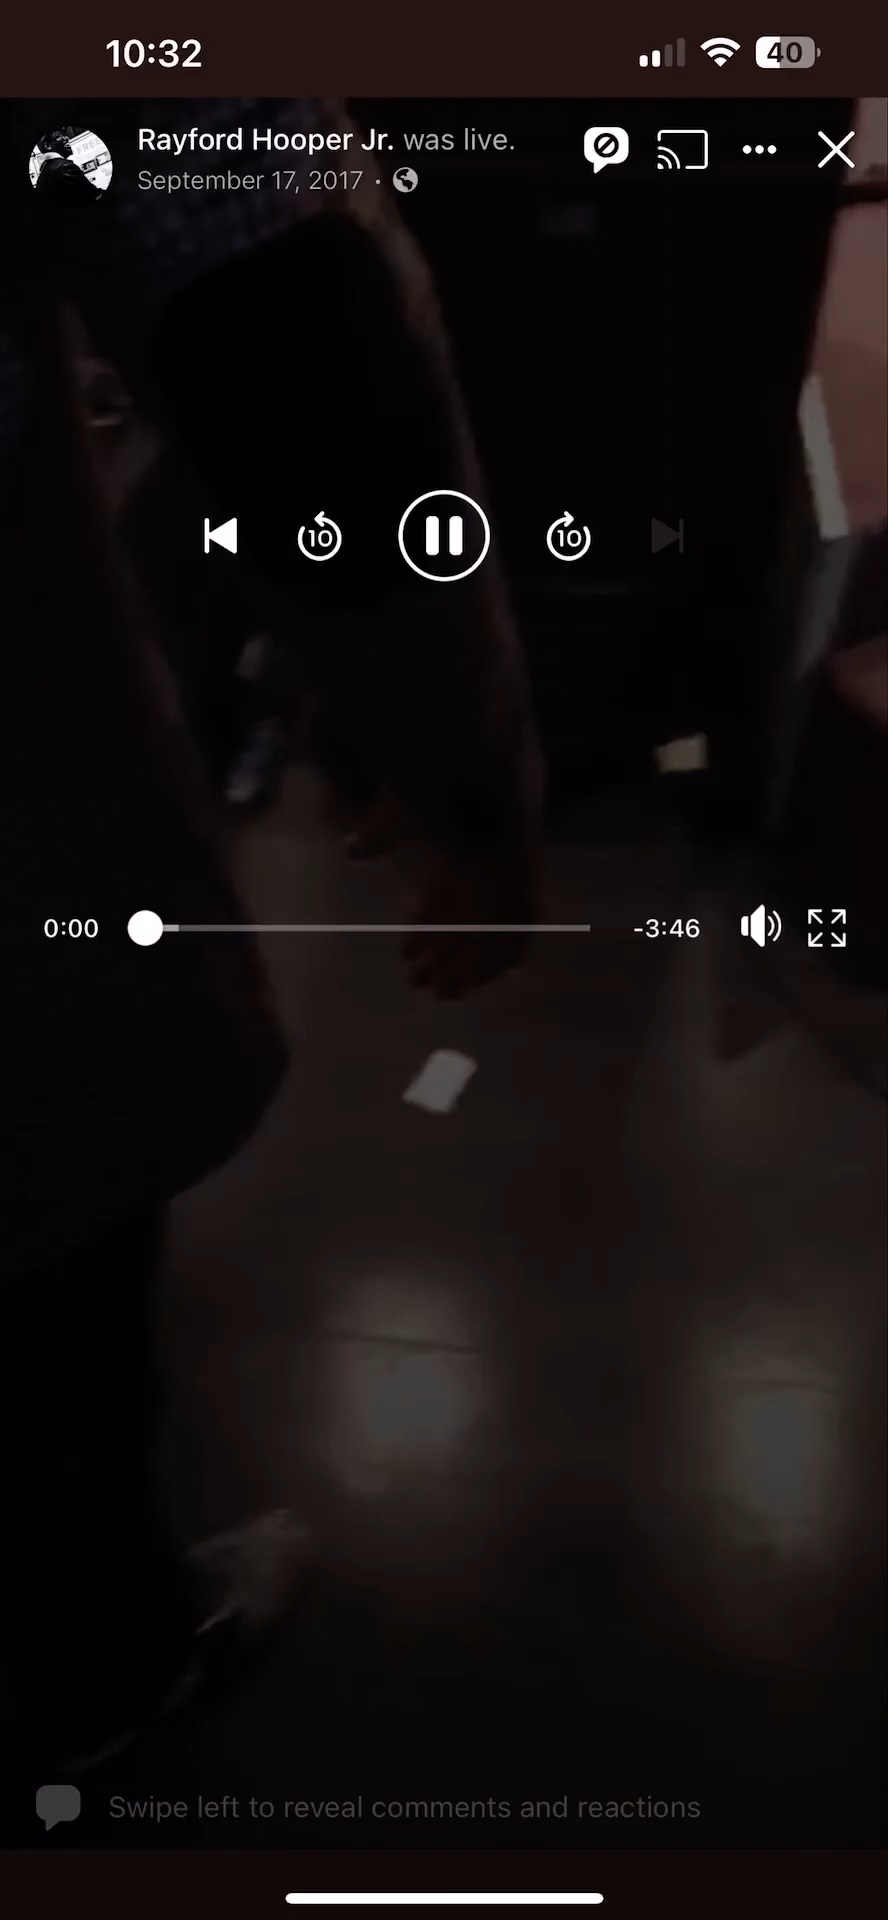 10:32
40
Rayford Hooper Jr. was live.
September 17, 2017 ·
10
10
0:00
-3:46
Swipe left to reveal comments and reactions